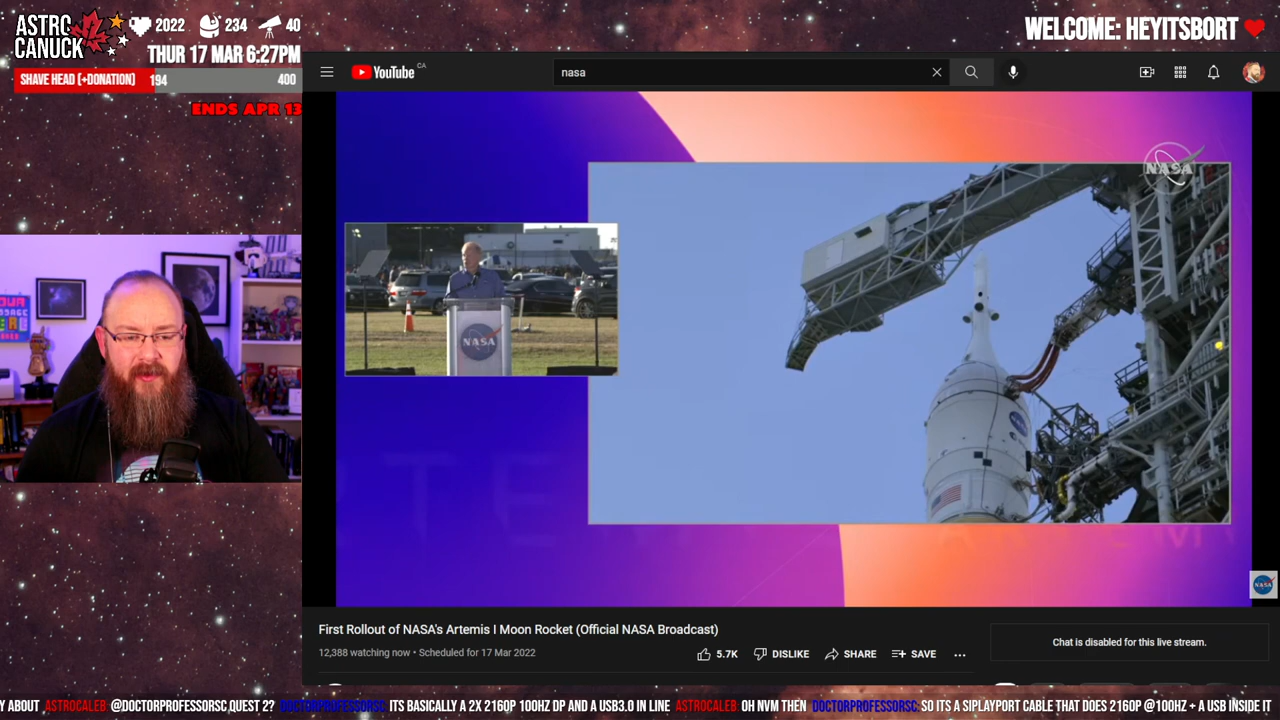 ASTRO
CANUCK
2022
234
40
THUR 17 MAR 6:27PM
SHAVE HEAD (+DONATION)
194
400
ENDS APR 13
WELCOME: HEYITSBORT
YouTube CA
nasa
NASA
NASA
NASA
First Rollout of NASA's Artemis I Moon Rocket (Official NASA Broadcast)
12,388 watching now • Scheduled for 17 Mar 2022
5.7K
DISLIKE
SHARE
SAVE
Chat is disabled for this live stream.
Y ABOUT ASTROCALEB: @DOCTORPROFESSORSC QUEST 2? DOCTORPROFESSORSC: ITS BASICALLY A 2X 2160P 100HZ DP AND A USB3.0 IN LINE ASTROCALEB: OH NVM THEN DOCTORPROFESSORSC: SO ITS A SIPLAYPORT CABLE THAT DOES 2160P @100HZ + A USB INSIDE IT